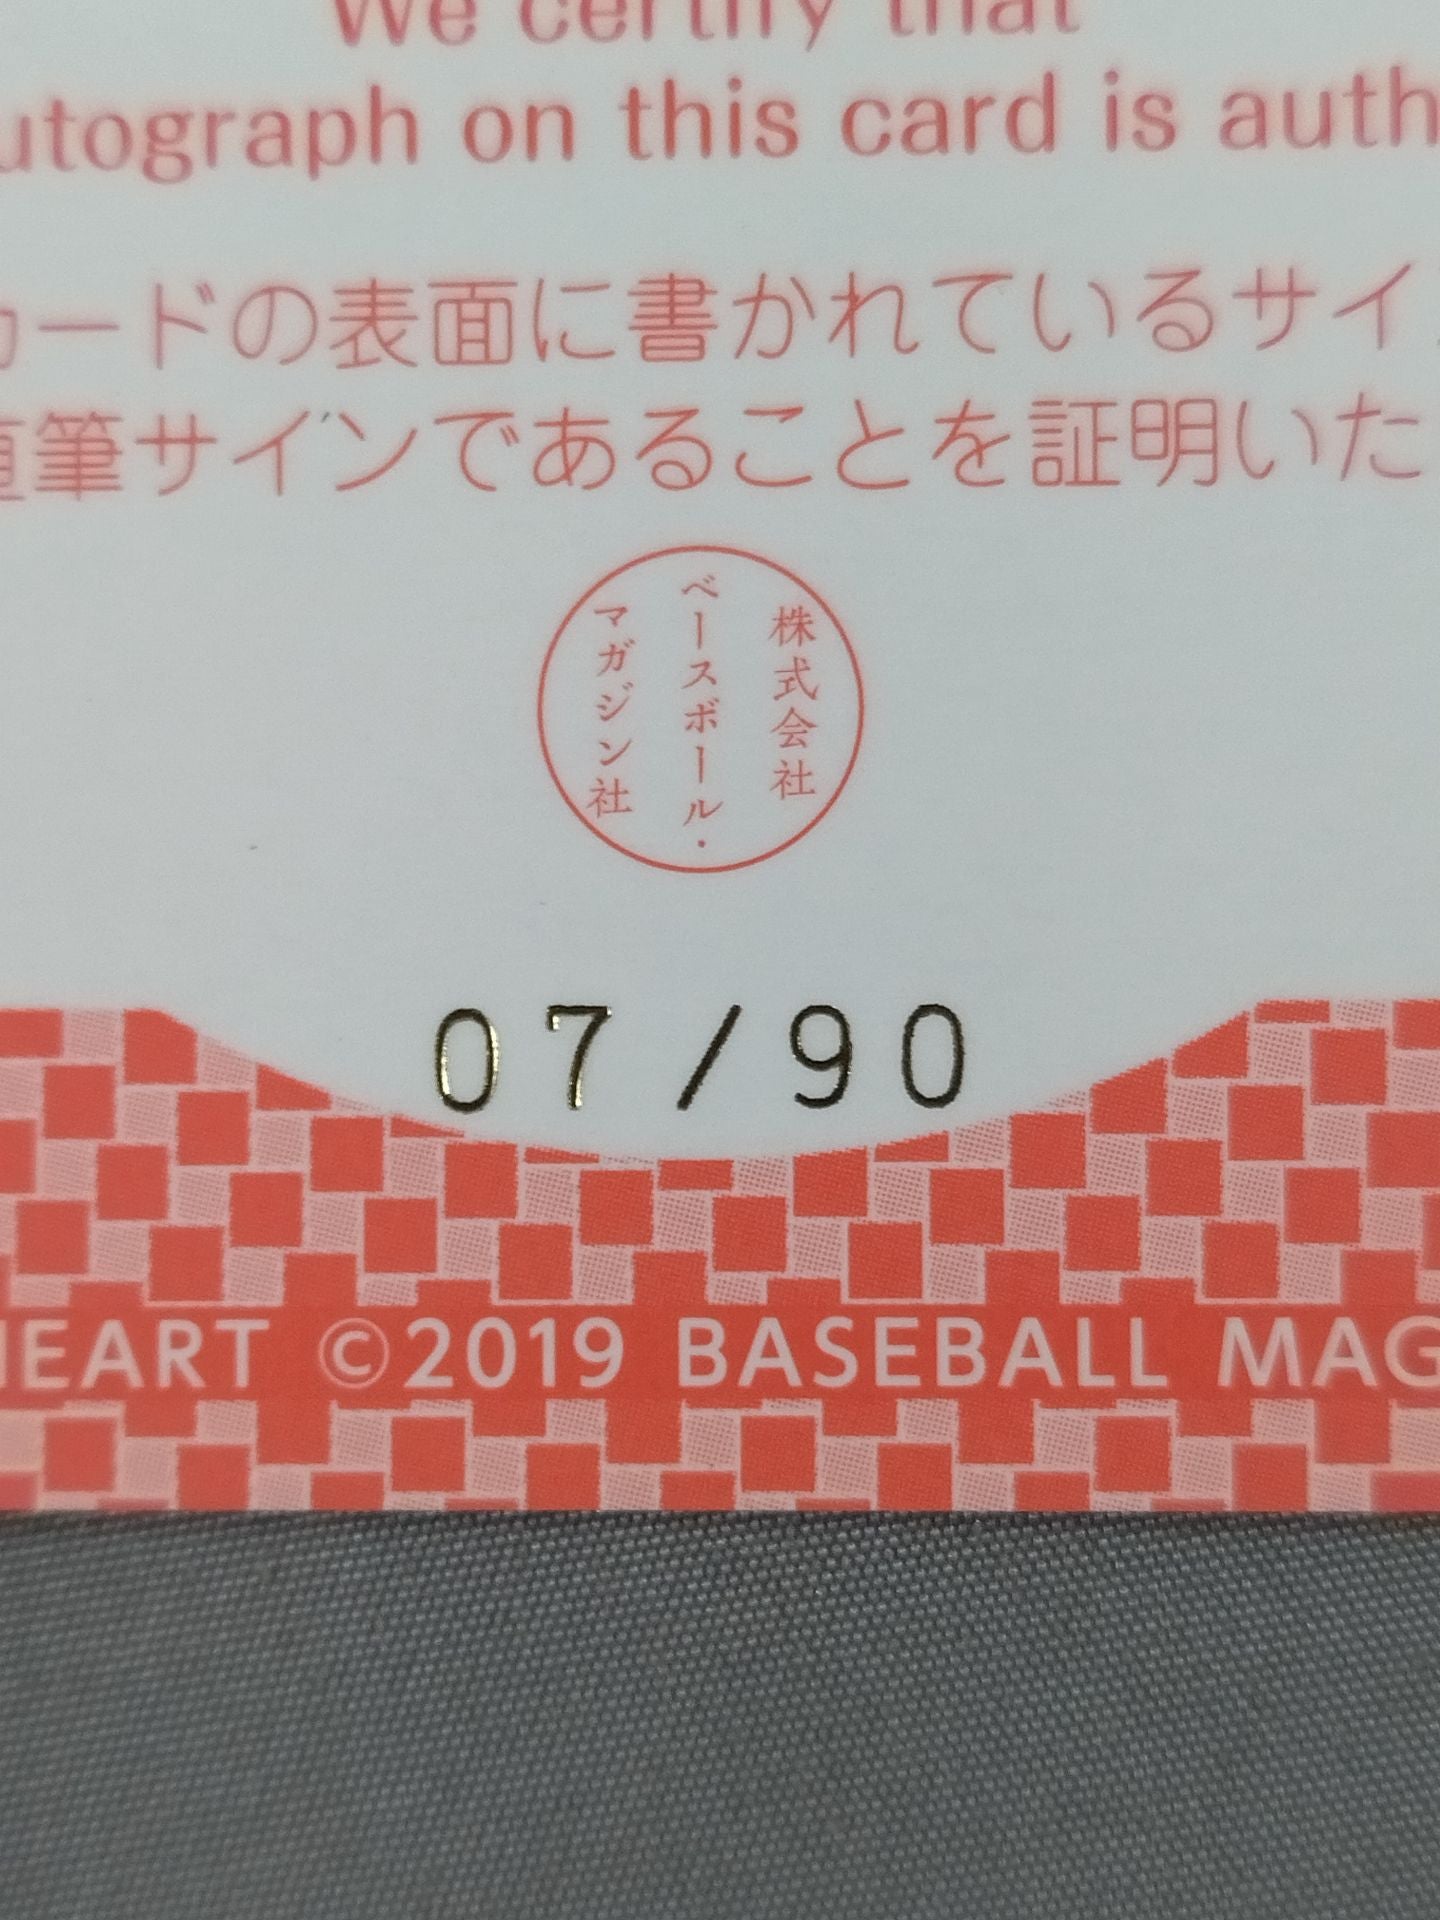 We certify that
utograph on this card is auth
カードの表面に書かれているサイ
直筆サインであることを証明いた
株式会社
ベースボール・
マガジン社
07/90
HEART ©2019 BASEBALL MAG